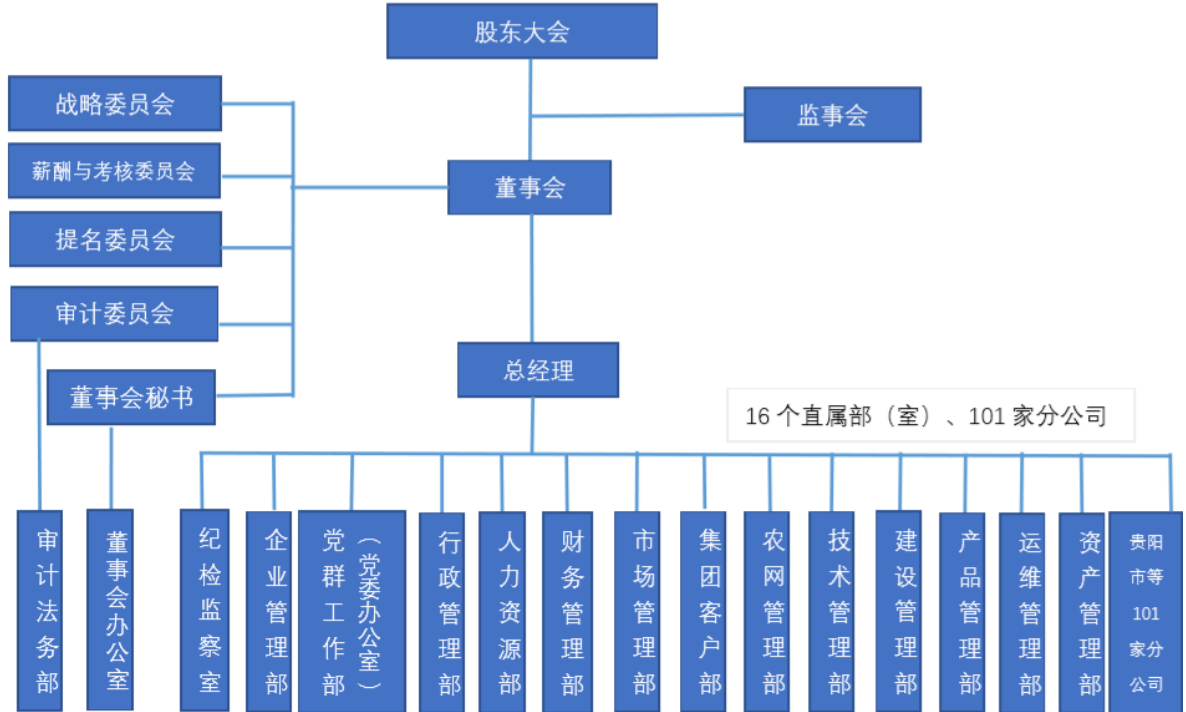 股东大会
战略委员会
监事会
薪酬与考核委员会
董事会
提名委员会
审计委员会
总经理
董事会秘书
16 个直属部（室）、101 家分公司
审计法务部
董事会办公室
纪检监察室
企业管理部
党群工作部
（党委办公室）
行政管理部
人力资源部
财务管理部
市场管理部
集团客户部
农网管理部
技术管理部
建设管理部
产品管理部
运维管理部
资产管理部
贵阳
市等
101
家分
公司